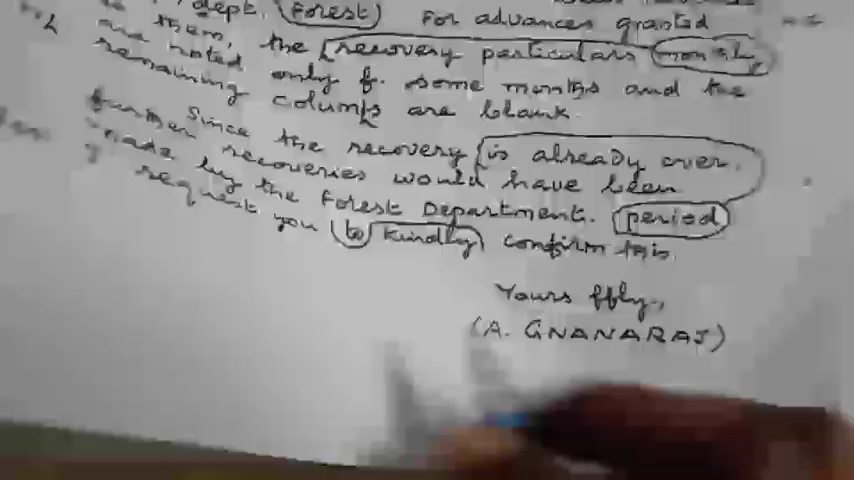 dept. (Forest) For advances granted
them, the recovery particulars
are noted only f. some months and the
remaining columns are blank.
Since the recovery is already over.
further recoveries would have been
made by the Forest Department. period
request you to kindly confirm this.
Yours ffly.,
(A. GNANARAJ)